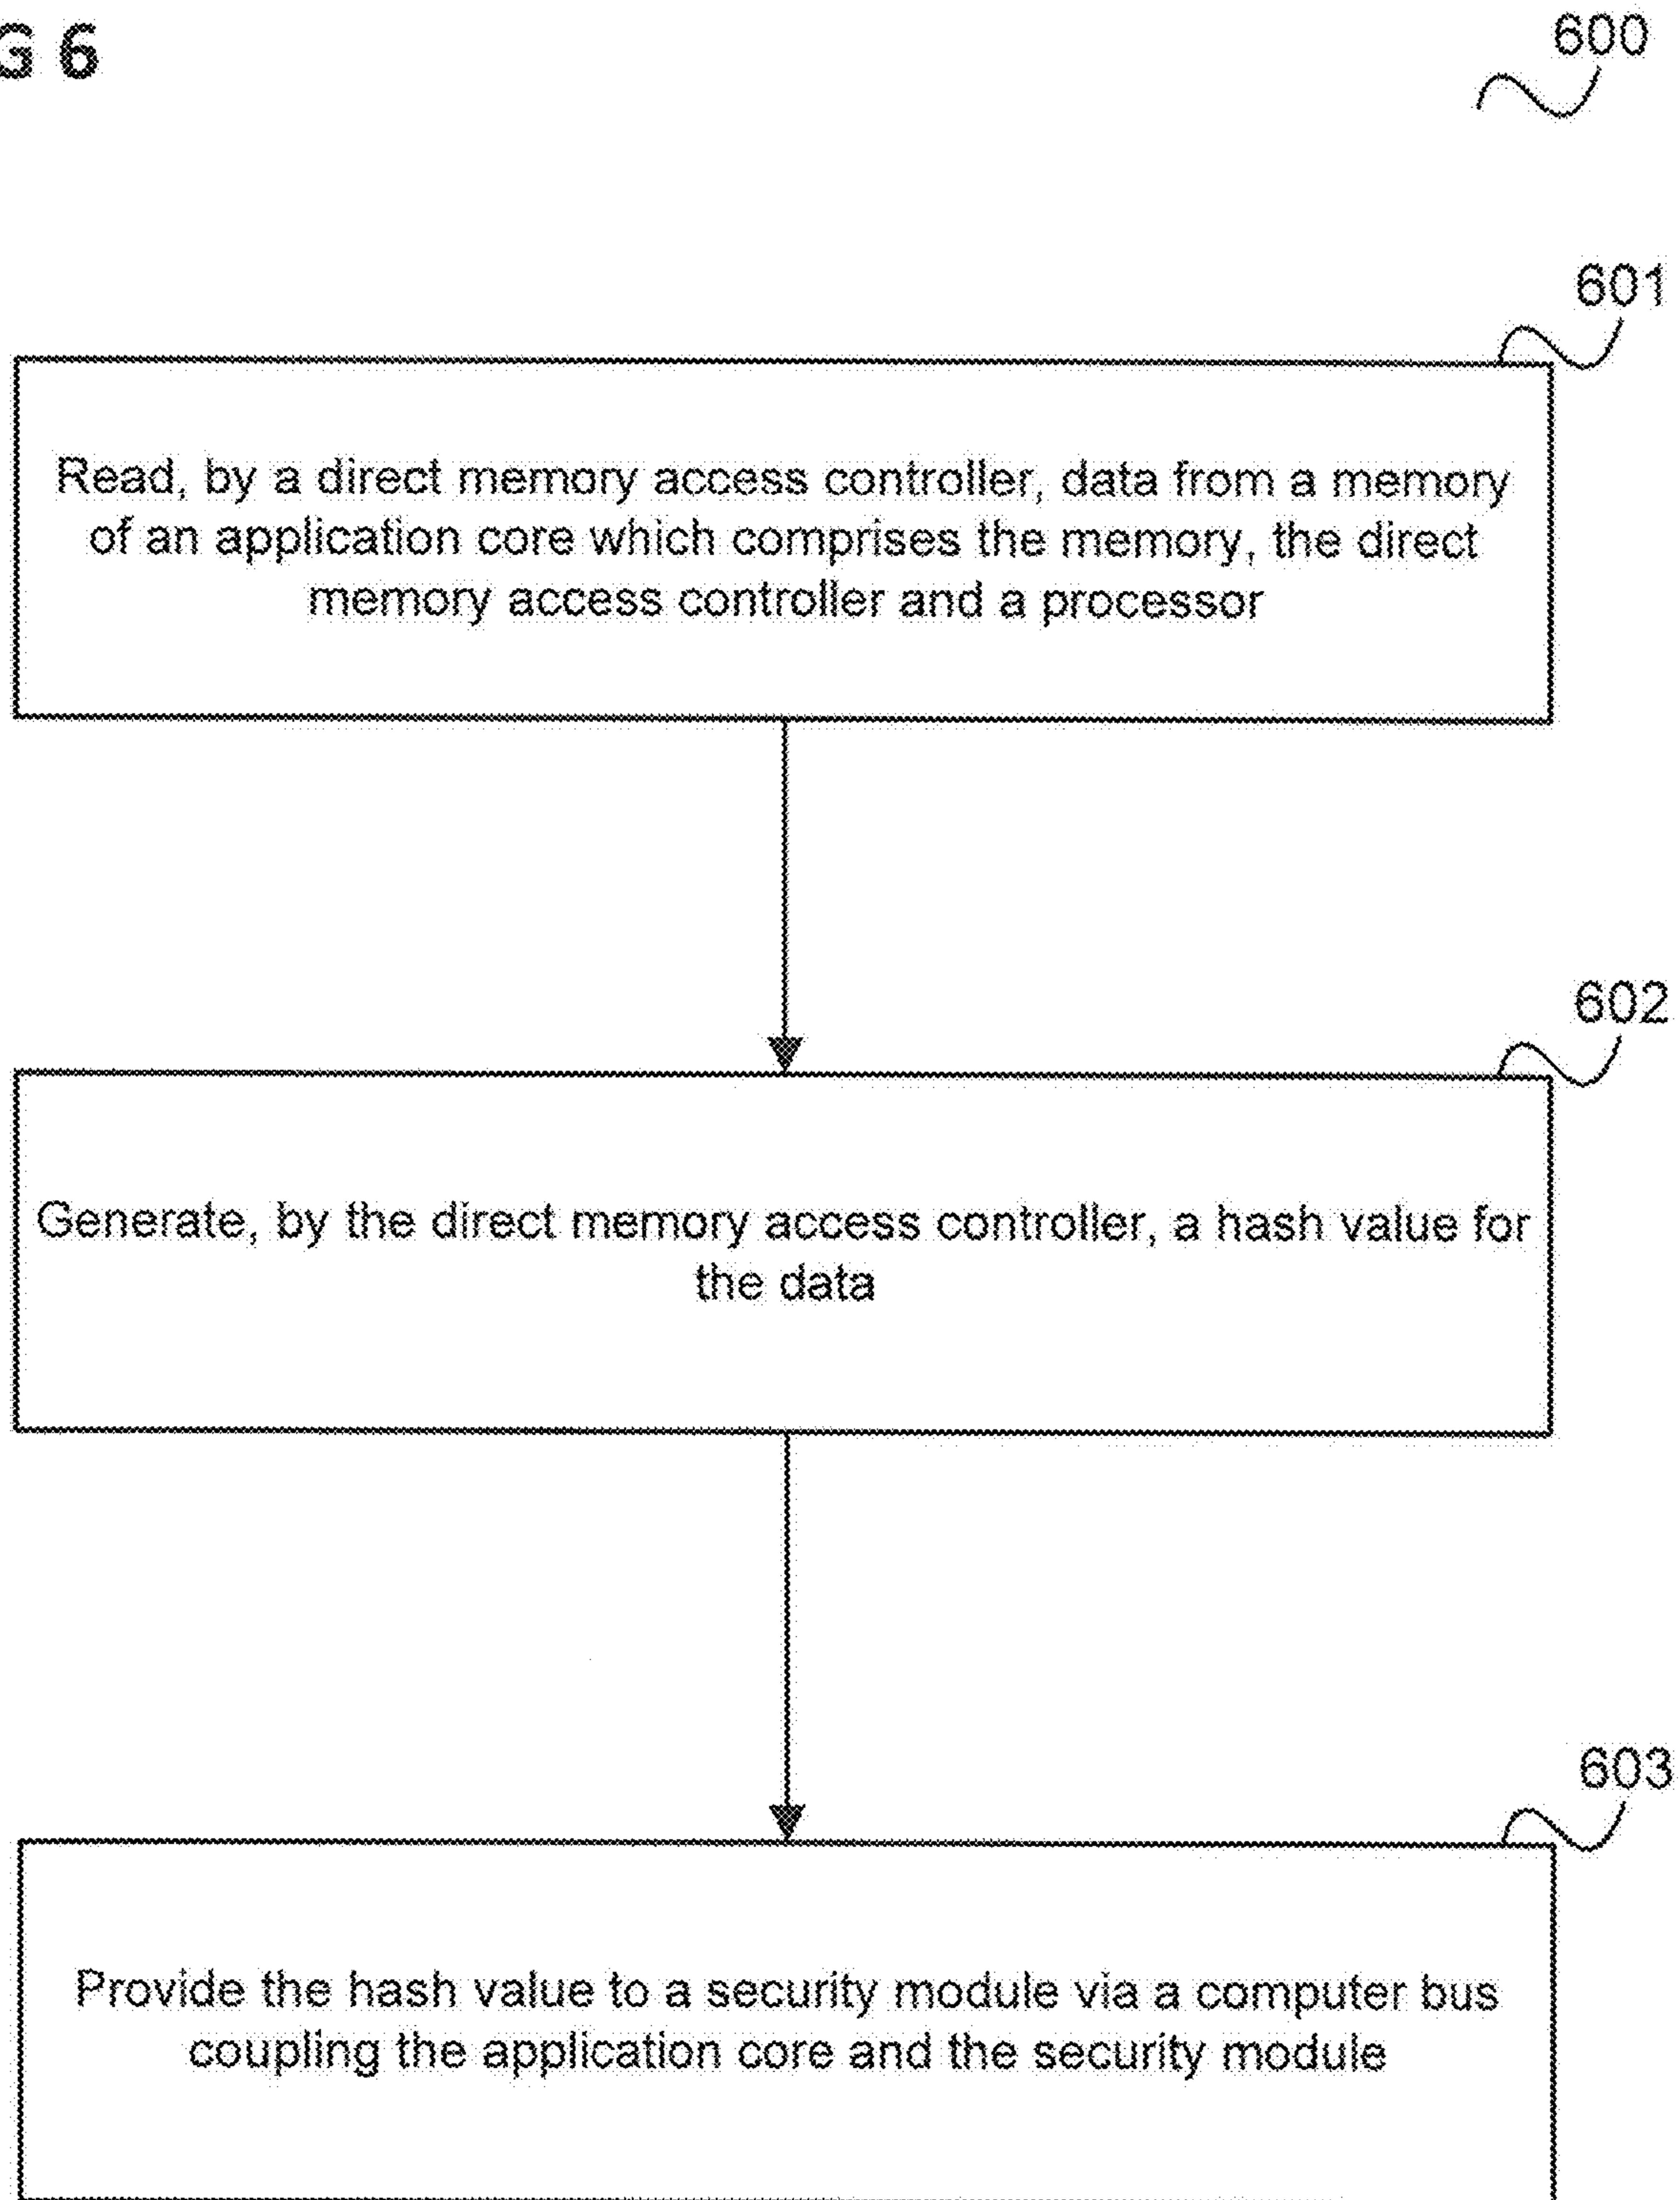 G 6
600
601
Read, by a direct memory access controller, data from a memory
of an application core which comprises the memory, the direct
memory access controller and a processor
602
Generate, by the direct memory access controller, a hash value for
the data
603
Provide the hash value to a security module via a computer bus
coupling the application core and the security module